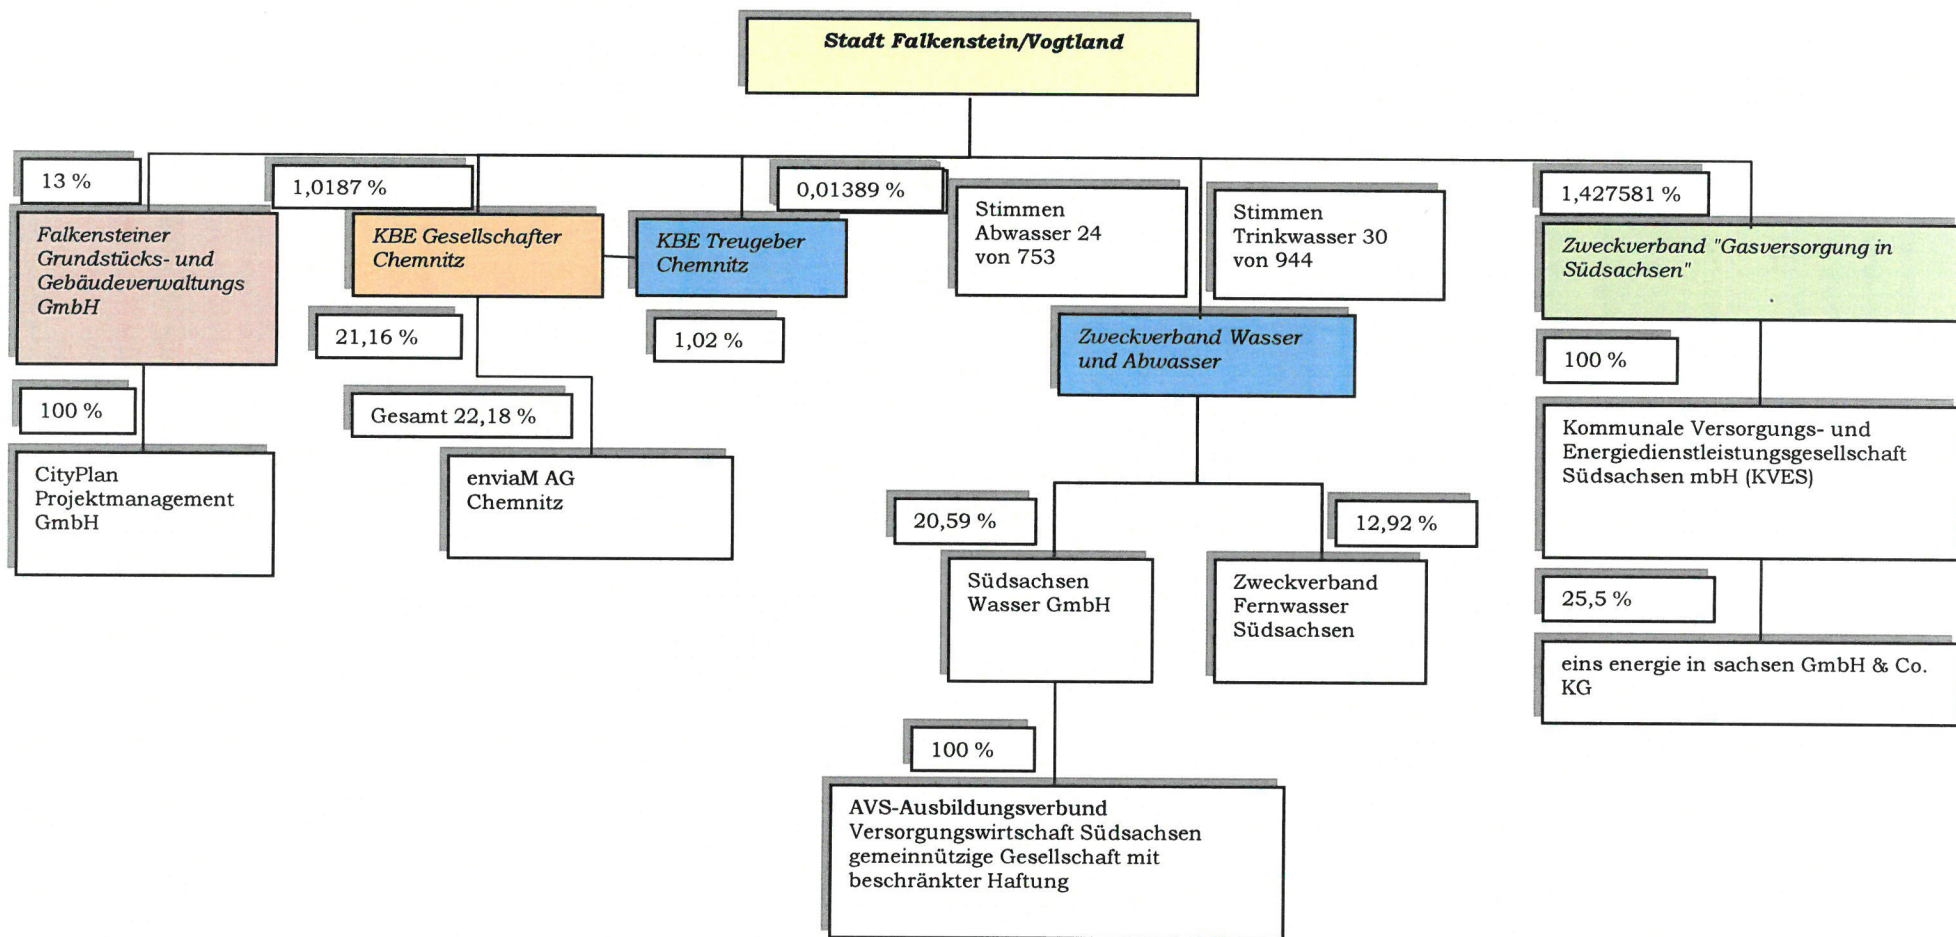 Stadt Falkenstein/Vogtland
13 %
1,0187 %
0,01389 %
Stimmen
Abwasser 24
von 753
Stimmen
Trinkwasser 30
von 944
1,427581 %
Falkensteiner
Grundstücks- und
Gebäudeverwaltungs
GmbH
KBE Gesellschafter
Chemnitz
KBE Treugeber
Chemnitz
Zweckverband "Gasversorgung in
Südsachsen"
21,16 %
1,02 %
Zweckverband Wasser
und Abwasser
100 %
100 %
Gesamt 22,18 %
CityPlan
Projektmanagement
GmbH
enviaM AG
Chemnitz
Kommunale Versorgungs- und
Energiedienstleistungsgesellschaft
Südsachsen mbH (KVES)
20,59 %
12,92 %
Südsachsen
Wasser GmbH
Zweckverband
Fernwasser
Südsachsen
25,5 %
eins energie in sachsen GmbH & Co.
KG
100 %
AVS-Ausbildungsverbund
Versorgungswirtschaft Südsachsen
gemeinnützige Gesellschaft mit
beschränkter Haftung